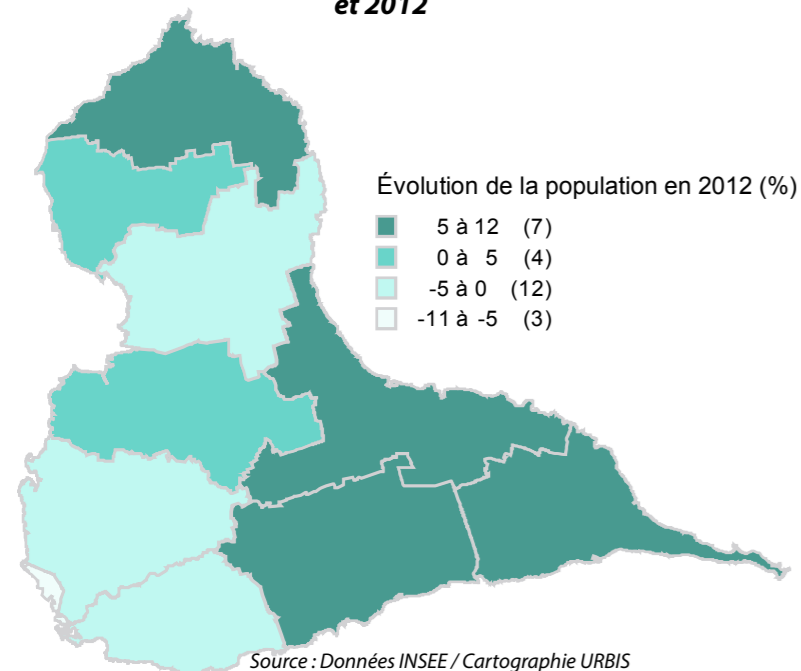 et 2012
Évolution de la population en 2012 (%)
5 à 12 (7)
0 à 5 (4)
-5 à 0 (12)
-11 à -5 (3)
Source : Données INSEE / Cartographie URBIS